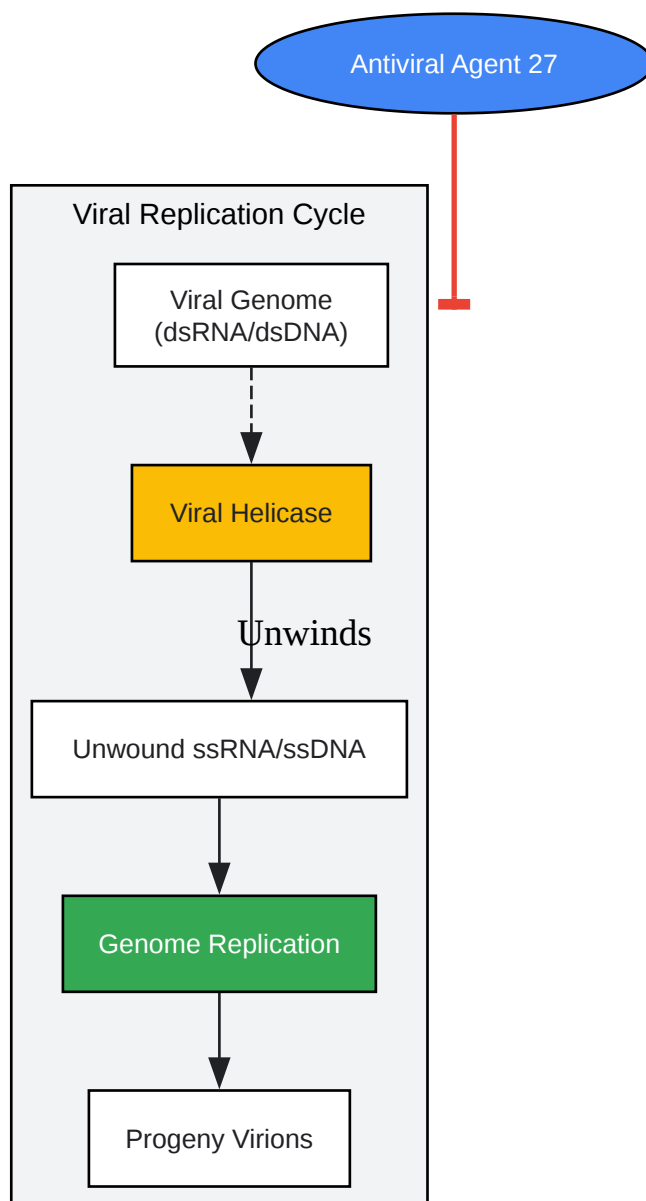 Antiviral Agent 27
Viral Replication Cycle
Viral Genome
(dsRNA/dsDNA)
Viral Helicase
Unwinds
Unwound ssRNA/ssDNA
Genome Replication
Progeny Virions